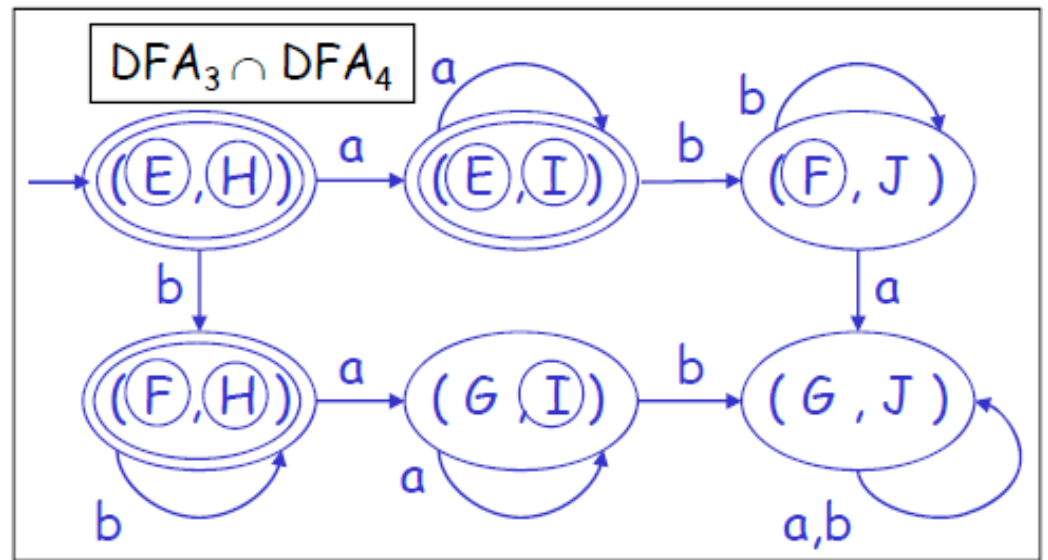 DFA₃ ∩ DFA₄
a
b
(E,H)
a
(E,I)
b
(F,J)
b
a
(F,H)
a
(G,I)
b
(G,J)
b
a
a,b